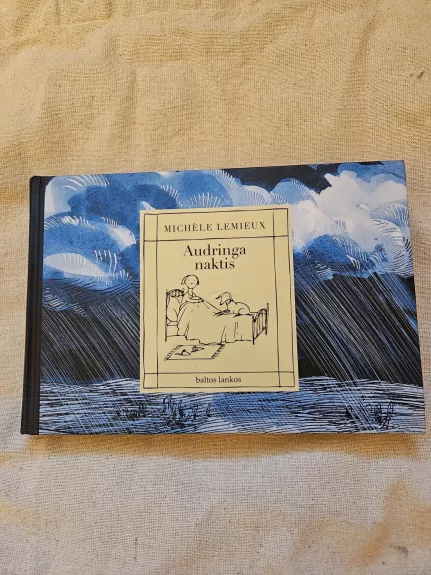 MICHÈLE LEMIEUX
Audringa
naktis
baltos lankos